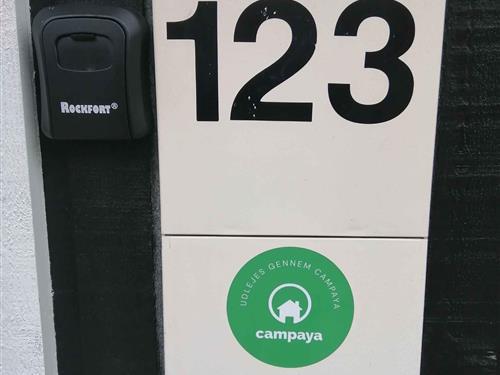 123
ROCKFORT®
UDLEJES GENNEM CAMPAYA
campaya